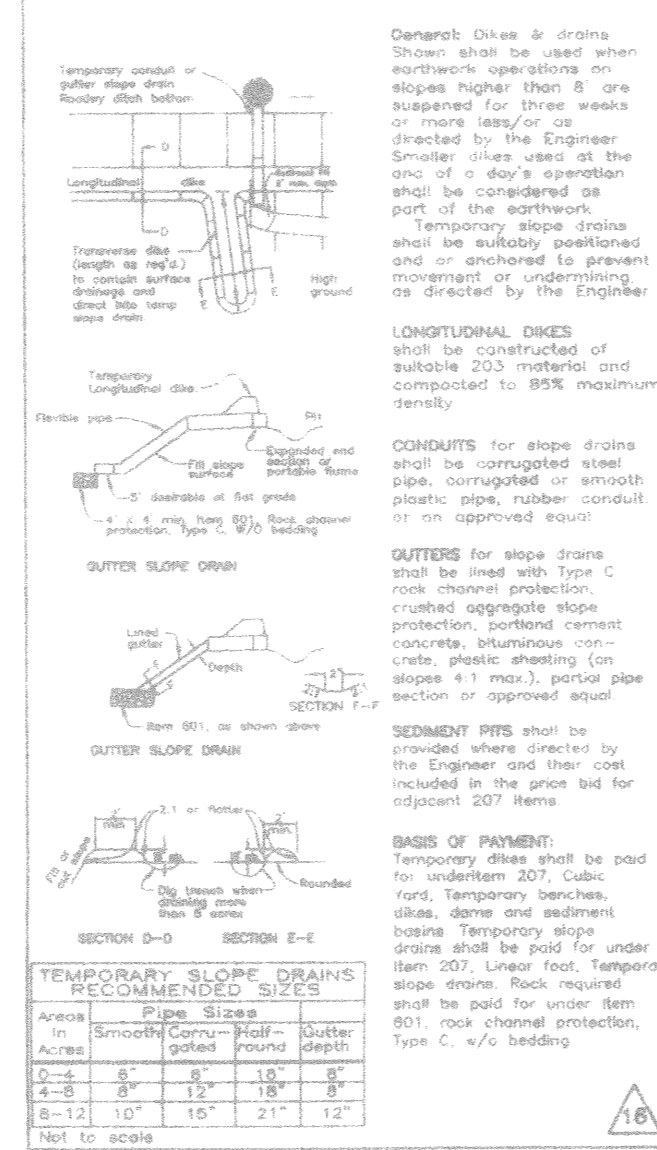 Temporary conduit or
gutter slope drain
Roadey ditch bottom
D
Longitudinal dike
D
Transverse dike
(length as req'd.)
to contain surface
drainage and
direct into temp
slope drain.
E
E
High
ground
Temporary
Longitudinal dike.
Flexible pipe
Fill slope
surface
Expanded end
section or
portable flume
5' desirable at flat grade
4' x 4' min. Item 601, Rock channel
protection, Type C, W/O bedding
GUTTER SLOPE DRAIN
Lined
gutter
Depth
2'
SECTION F-F
Item 601, as shown above
GUTTER SLOPE DRAIN
min.
2:1 or flatter
2'
min.
Fill or
cut slope
Dig trench when
draining more
than 5 acres
Rounded
SECTION D-D
SECTION E-E
TEMPORARY SLOPE DRAINS
RECOMMENDED SIZES
Areas
in
Acres
Pipe Sizes
Smooth Corru-gated Half-round Gutter depth
0-4 18" 8"
4-8 8" 12" 18" 8"
8-12 10" 15" 21" 12"
Not to scale
General: Dikes & drains
Shown shall be used when
earthwork operations on
slopes higher than 8' are
suspened for three weeks
or more less/or as
directed by the Engineer
Smaller dikes used at the
end of a day's operation
shall be considered as
part of the earthwork.
Temporary slope drains
shall be suitably positioned
and or anchored to prevent
movement or undermining,
as directed by the Engineer
LONGITUDINAL DIKES
shall be constructed of
suitable 203 material and
compacted to 85% maximum
density
CONDUITS for slope drains
shall be corrugated steel
pipe, corrugated or smooth
plastic pipe, rubber conduit.
or an approved equal
GUTTERS for slope drains
shall be lined with Type C
rock channel protection,
crushed aggregate slope
protection, portland cement
concrete, bituminous con-
crete, plastic sheeting (on
slopes 4:1 max.), partial pipe
section or approved equal.
SEDIMENT PITS shall be
provided where directed by
the Engineer and their cost
included in the price bid for
adjacent 207 items.
BASIS OF PAYMENT:
Temporary dikes shall be paid
for underitem 207, Cubic
Yard, Temporary benches,
dikes, dams and sediment
basins Temporary slope
drains shall be paid for under
Item 207, Linear foot, Tempora
slope drains. Rock required
shall be paid for under Item
601, rock channel protection,
Type C, w/o bedding
16